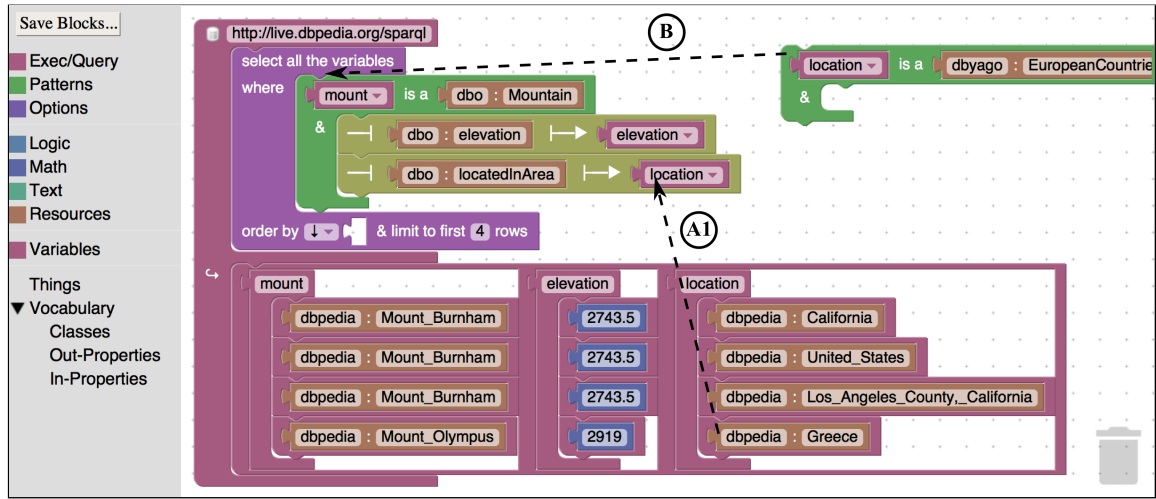 Save Blocks...
Exec/Query
Patterns
Options
Logic
Math
Text
Resources
Variables
Things
▼ Vocabulary
Classes
Out-Properties
In-Properties
http://live.dbpedia.org/sparql
select all the variables
where
mount is a dbo : Mountain
&
dbo : elevation elevation
dbo : locatedInArea location
order by ↓ & limit to first 4 rows
B
location is a dbyago : EuropeanCountrie
&
A1
mount elevation location
dbpedia : Mount_Burnham 2743.5 dbpedia : California
dbpedia : Mount_Burnham 2743.5 dbpedia : United_States
dbpedia : Mount_Burnham 2743.5 dbpedia : Los_Angeles_County,_California
dbpedia : Mount_Olympus 2919 dbpedia : Greece